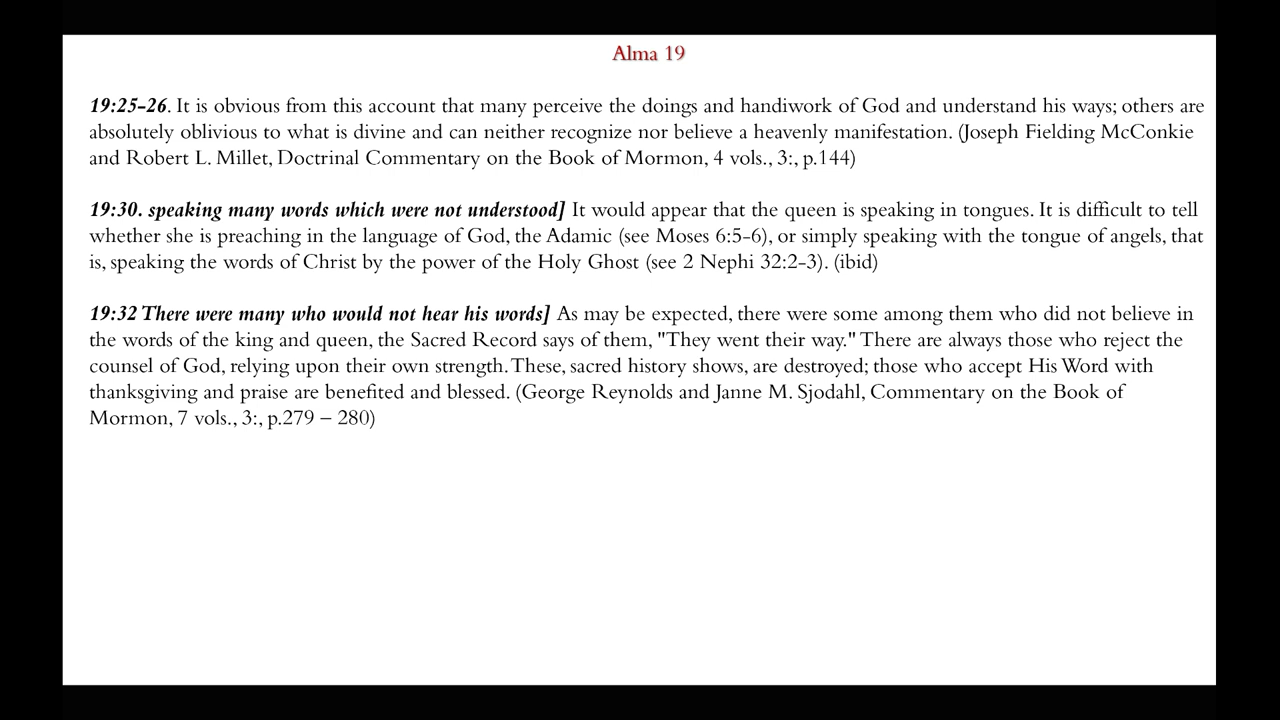 Alma 19
19:25-26. It is obvious from this account that many perceive the doings and handiwork of God and understand his ways; others are
absolutely oblivious to what is divine and can neither recognize nor believe a heavenly manifestation. (Joseph Fielding McConkie
and Robert L. Millet, Doctrinal Commentary on the Book of Mormon, 4 vols., 3:, p.144)
19:30. speaking many words which were not understood] It would appear that the queen is speaking in tongues. It is difficult to tell
whether she is preaching in the language of God, the Adamic (see Moses 6:5-6), or simply speaking with the tongue of angels, that
is, speaking the words of Christ by the power of the Holy Ghost (see 2 Nephi 32:2-3). (ibid)
19:32 There were many who would not hear his words] As may be expected, there were some among them who did not believe in
the words of the king and queen, the Sacred Record says of them, "They went their way." There are always those who reject the
counsel of God, relying upon their own strength. These, sacred history shows, are destroyed; those who accept His Word with
thanksgiving and praise are benefited and blessed. (George Reynolds and Janne M. Sjodahl, Commentary on the Book of
Mormon, 7 vols., 3:, p.279 – 280)